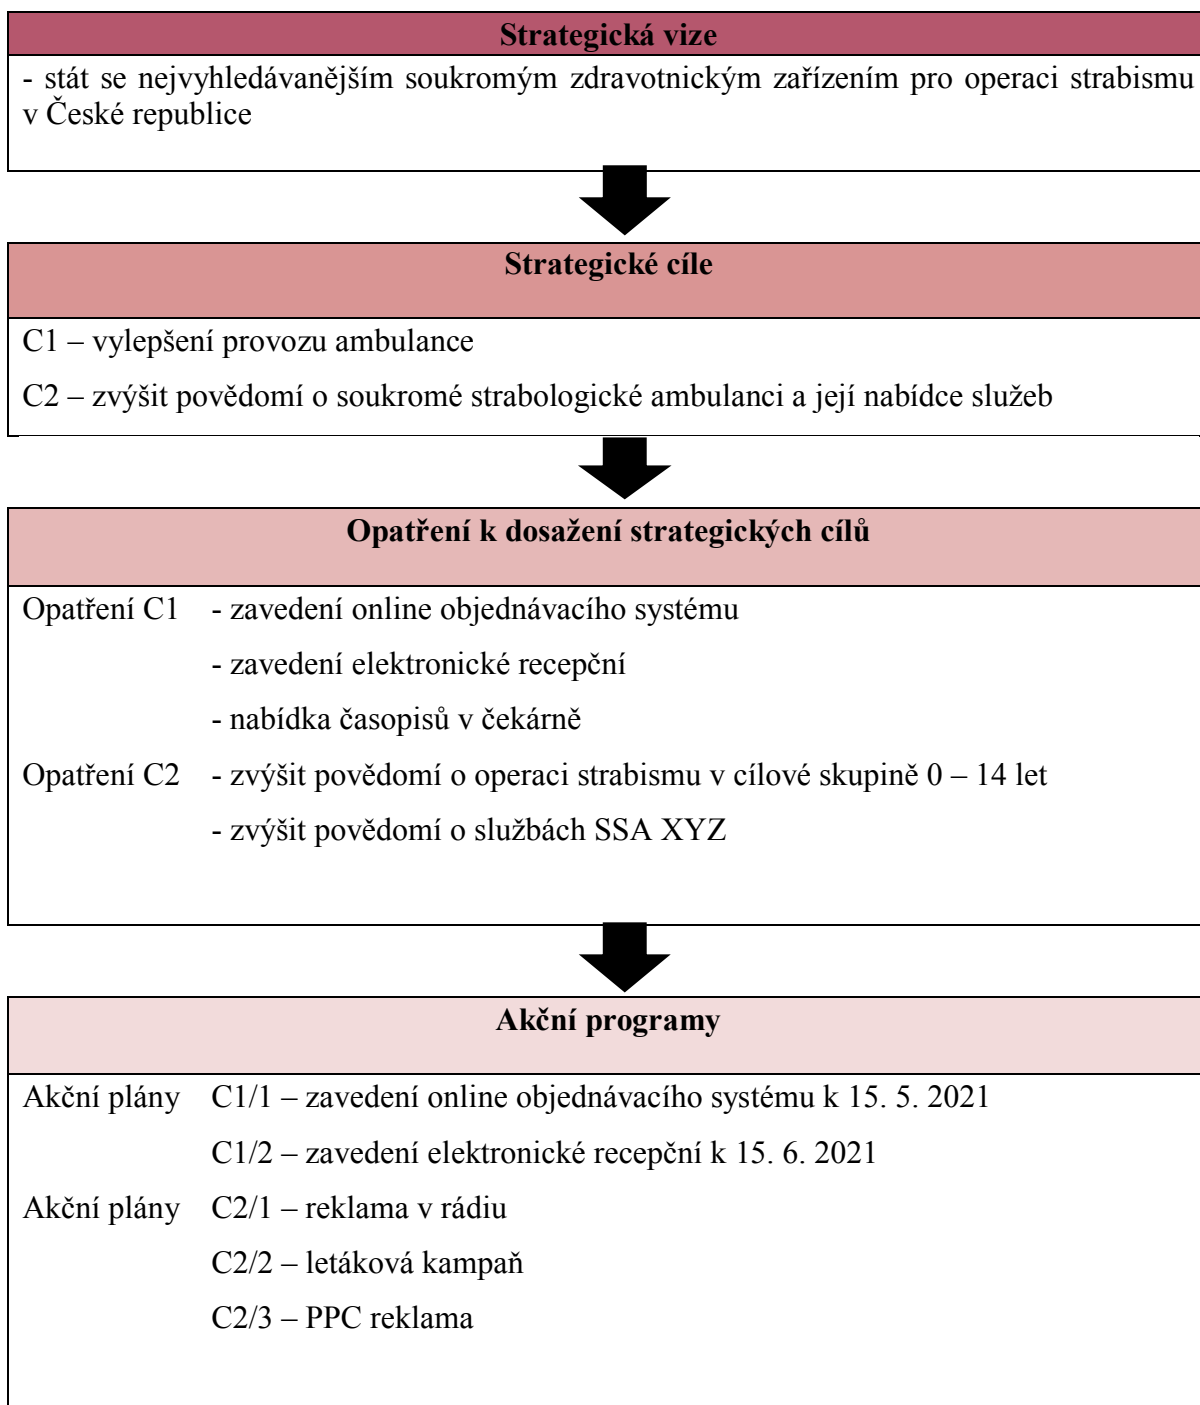 Strategická vize
- stát se nejvyhledávanějším soukromým zdravotnickým zařízením pro operaci strabismu
v České republice
Strategické cíle
C1 – vylepšení provozu ambulance
C2 – zvýšit povědomí o soukromé strabologické ambulanci a její nabídce služeb
Opatření k dosažení strategických cílů
Opatření C1 - zavedení online objednávacího systému
- zavedení elektronické recepční
- nabídka časopisů v čekárně
Opatření C2 - zvýšit povědomí o operaci strabismu v cílové skupině 0 – 14 let
- zvýšit povědomí o službách SSA XYZ
Akční programy
Akční plány C1/1 – zavedení online objednávacího systému k 15. 5. 2021
C1/2 – zavedení elektronické recepční k 15. 6. 2021
Akční plány C2/1 – reklama v rádiu
C2/2 – letáková kampaň
C2/3 – PPC reklama